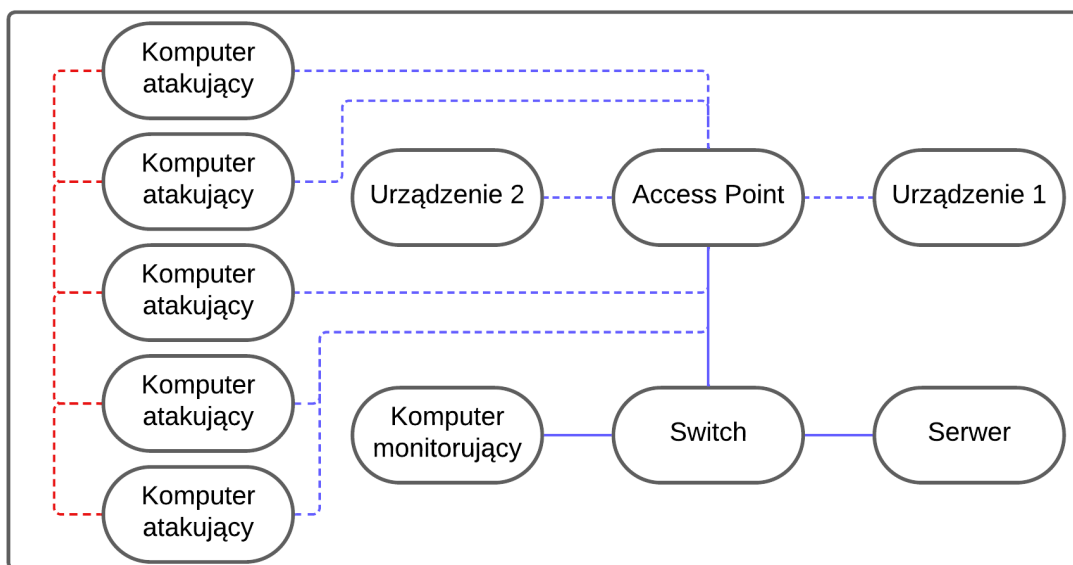 Komputer
atakujący
Komputer
atakujący
Urządzenie 2
Access Point
Urządzenie 1
Komputer
atakujący
Komputer
atakujący
Komputer
monitorujący
Switch
Serwer
Komputer
atakujący